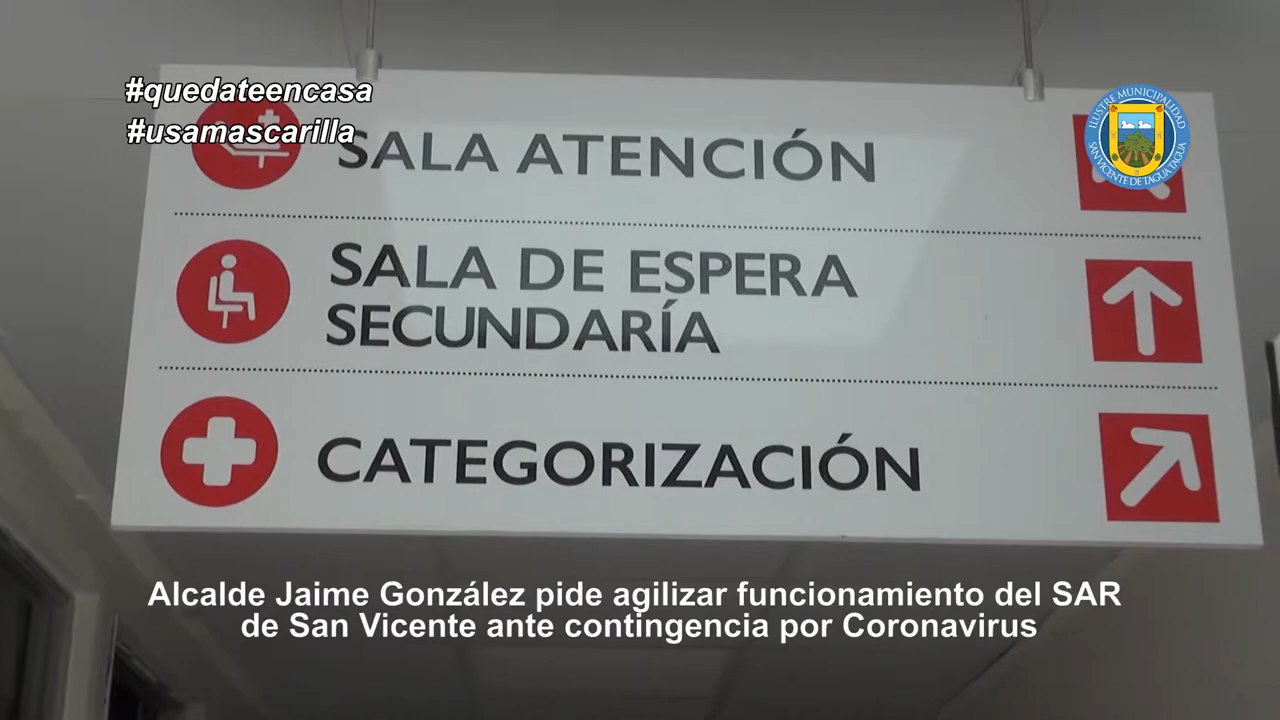 #quedateencasa
#usamascarilla
ILUSTRE MUNICIPALIDAD
SAN VICENTE DE TAGUA TAGUA
SALA ATENCIÓN
SALA DE ESPERA
SECUNDARÍA
CATEGORIZACIÓN
Alcalde Jaime González pide agilizar funcionamiento del SAR
de San Vicente ante contingencia por Coronavirus